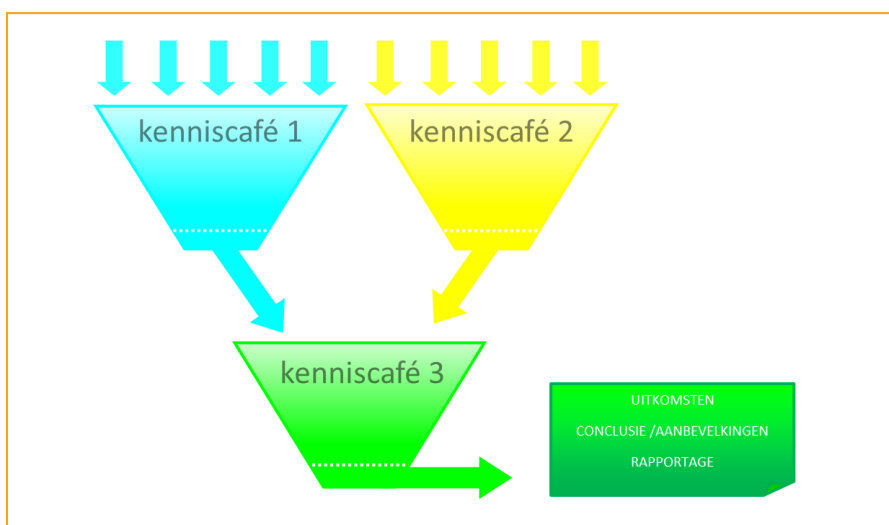 kenniscafé 1
kenniscafé 2
kenniscafé 3
UITKOMSTEN
CONCLUSIE /AANBEVELKINGEN
RAPPORTAGE